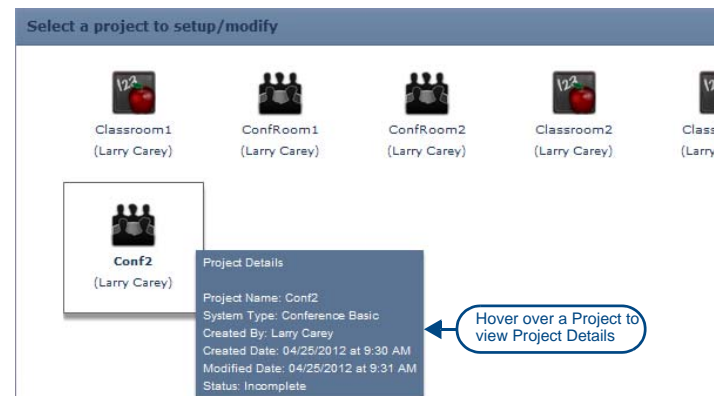 Select a project to setup/modify
Classroom1
(Larry Carey)
ConfRoom1
(Larry Carey)
ConfRoom2
(Larry Carey)
Classroom2
(Larry Carey)
Conf2
(Larry Carey)
Project Details
Project Name: Conf2
System Type: Conference Basic
Created By: Larry Carey
Created Date: 04/25/2012 at 9:30 AM
Modified Date: 04/25/2012 at 9:31 AM
Status: Incomplete
Hover over a Project to
view Project Details